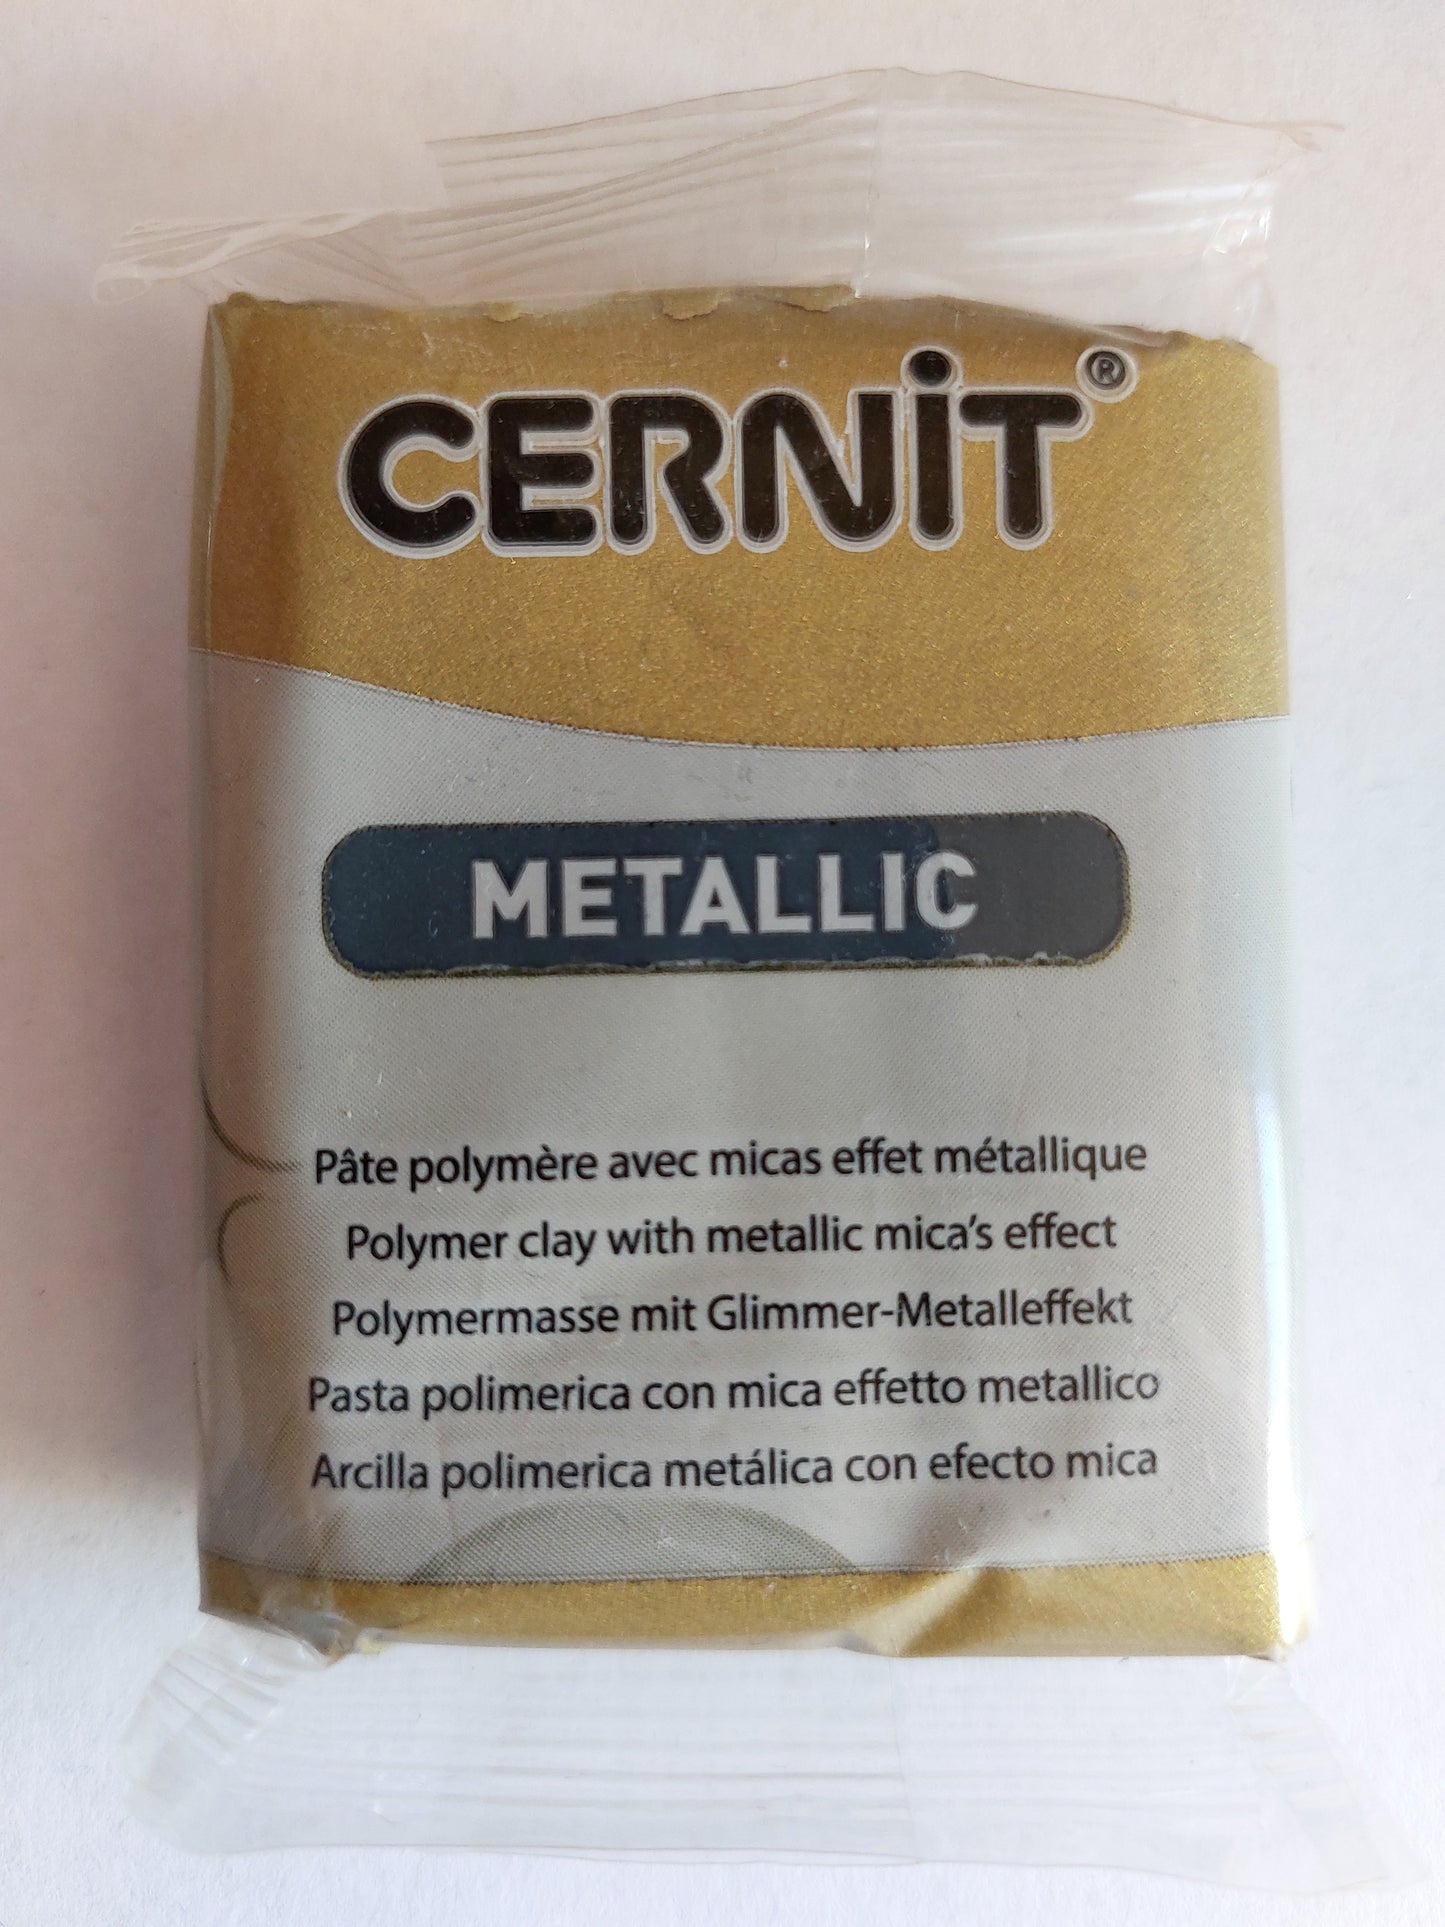 CERNiT®
METALLIC
Pâte polymère avec micas effet métallique
Polymer clay with metallic mica's effect
Polymermasse mit Glimmer-Metalleffekt
Pasta polimerica con mica effetto metallico
Arcilla polimerica metálica con efecto mica